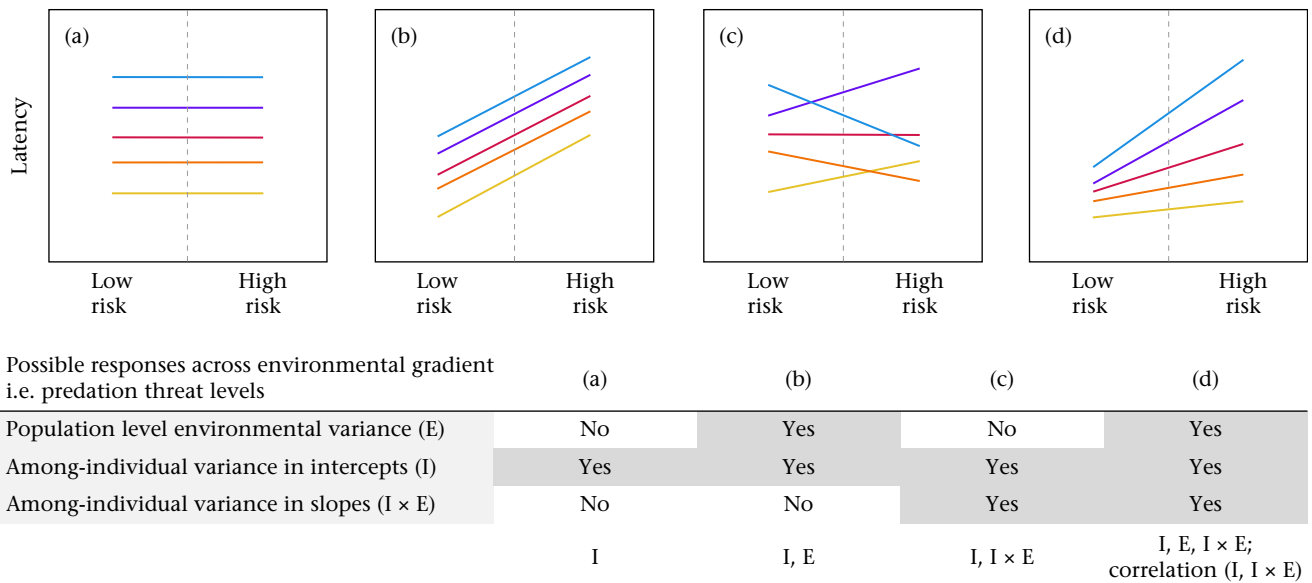 (a)
(b)
(c)
(d)
Latency
Low risk
High risk
Low risk
High risk
Low risk
High risk
Low risk
High risk
Possible responses across environmental gradient
i.e. predation threat levels
(a)
(b)
(c)
(d)
Population level environmental variance (E)
No
Yes
No
Yes
Among-individual variance in intercepts (I)
Yes
Yes
Yes
Yes
Among-individual variance in slopes (I × E)
No
No
Yes
Yes
I
I, E
I, I × E
I, E, I × E;
correlation (I, I × E)